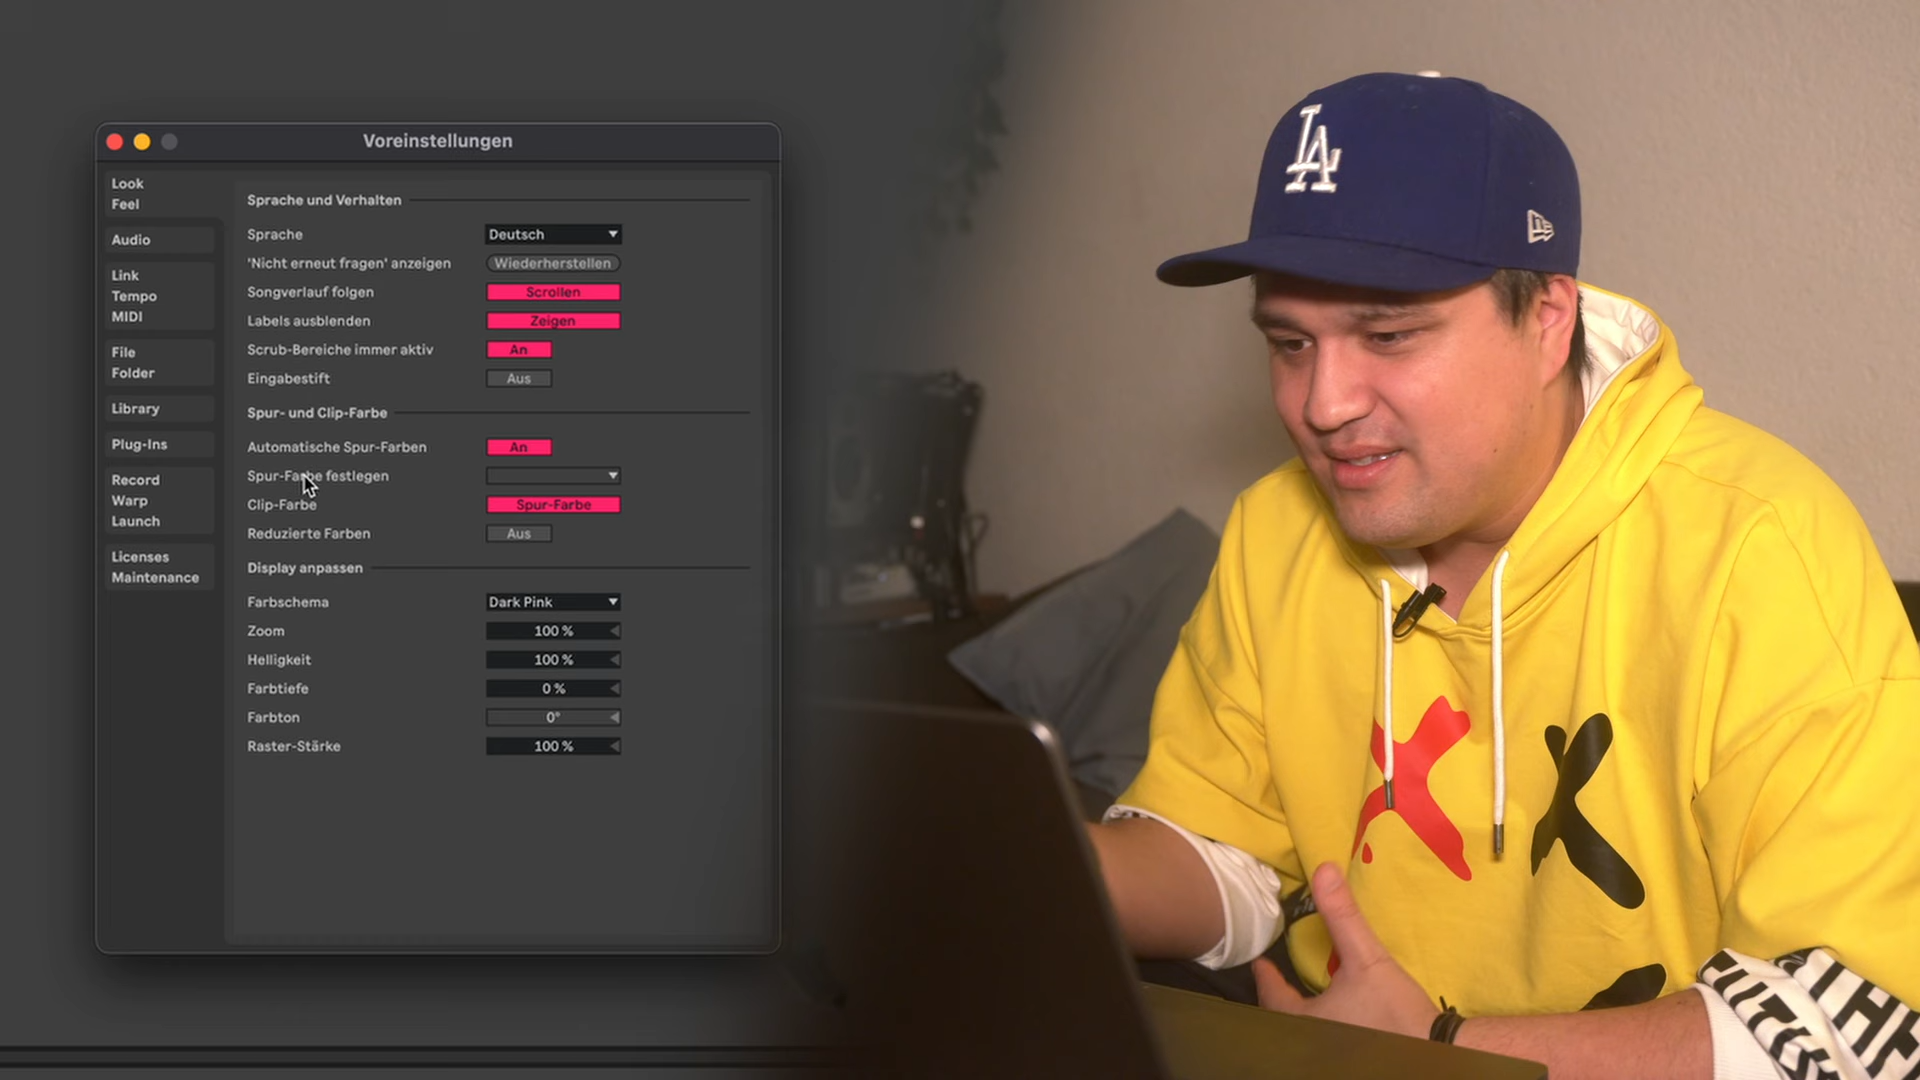 Voreinstellungen
Look
Feel
Audio
Link
Tempo
MIDI
File
Folder
Library
Plug-Ins
Record
Warp
Launch
Licenses
Maintenance
Sprache und Verhalten
Sprache Deutsch
'Nicht erneut fragen' anzeigen Wiederherstellen
Songverlauf folgen Scrollen
Labels ausblenden Zeigen
Scrub-Bereiche immer aktiv An
Eingabestift Aus
Spur- und Clip-Farbe
Automatische Spur-Farben An
Spur-Farbe festlegen
Clip-Farbe Spur-Farbe
Reduzierte Farben Aus
Display anpassen
Farbschema Dark Pink
Zoom 100 %
Helligkeit 100 %
Farbtiefe 0 %
Farbton 0°
Raster-Stärke 100 %
LA